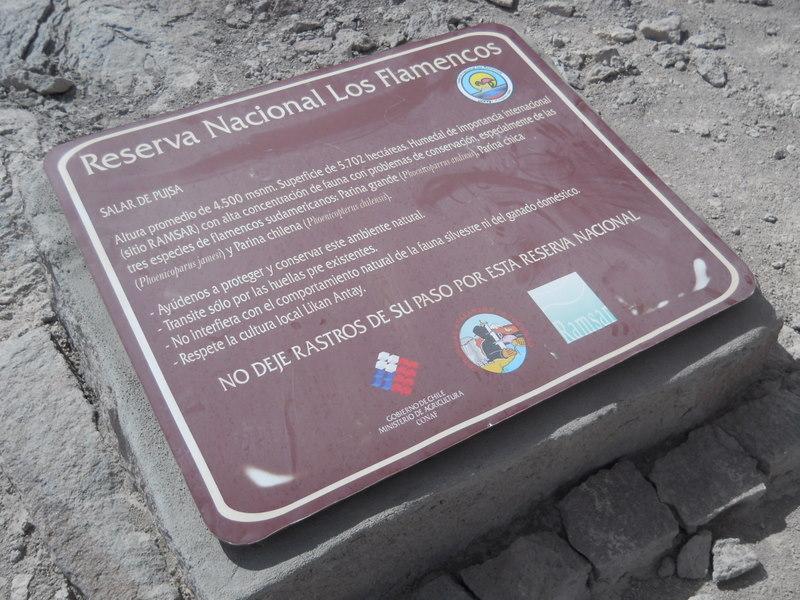 Reserva Nacional Los Flamencos
SALAR DE PUJSA
Altura promedio de 4.500 msnm. Superficie de 5.702 hectáreas. Humedal de importancia internacional
(sitio RAMSAR) con alta concentración de fauna con problemas de conservación, especialmente de las
tres especies de flamencos sudamericanos: Parina grande (Phoenicoparrus andinus), Parina chica
(Phoenicoparus jamesi) y Parina chilena (Phoenicopterus chilensis).
- Ayúdenos a proteger y conservar este ambiente natural.
- Transite sólo por las huellas pre existentes.
- No interfiera con el comportamiento natural de la fauna silvestre ni del ganado doméstico.
- Respete la cultura local Likan Antay.
NO DEJE RASTROS DE SU PASO POR ESTA RESERVA NACIONAL
GOBIERNO DE CHILE
MINISTERIO DE AGRICULTURA
CONAF
Ramsar